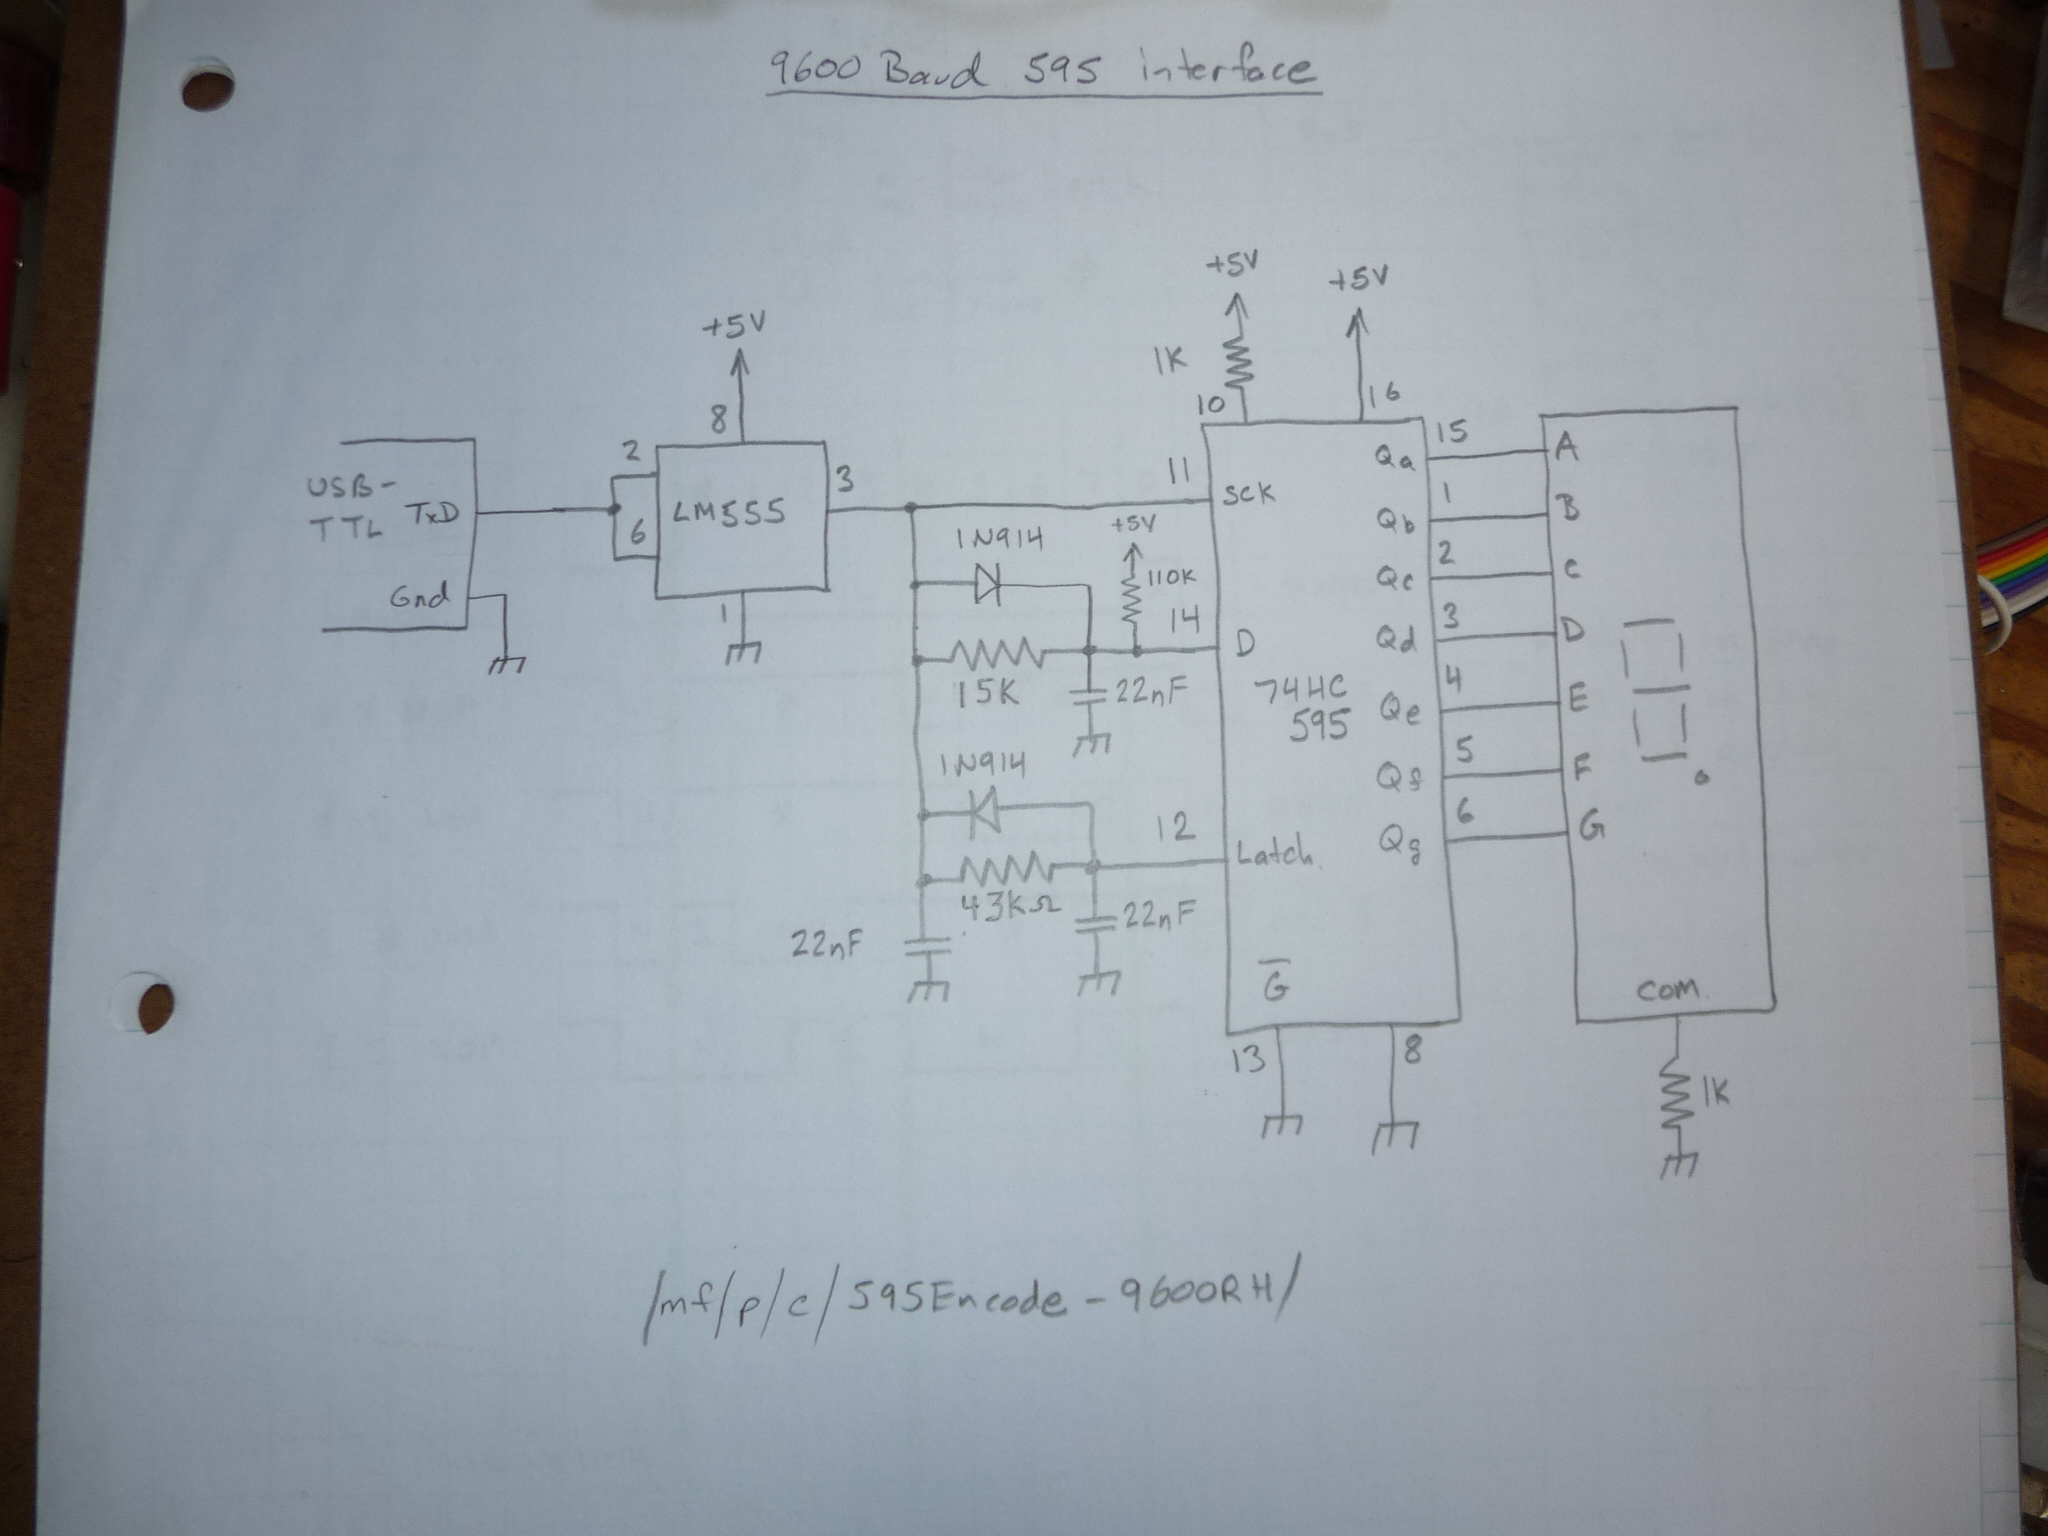 9600 Baud 595 interface
+5V
+5V
+5V
1K
10
16
8
USB-
TTL
TxD
Gnd
2
6
LM555
3
1
11
SCK
1N914
+5V
110K
14
D
15K
22nF
1N914
12
Latch.
43KΩ
22nF
22nF
74HC
595
G
13
8
Qa
15
A
Qb
1
B
Qc
2
C
Qd
3
D
Qe
4
E
Qf
5
F
Qg
6
G
COM.
1K
/mf/p/c/595Encode-9600RH/